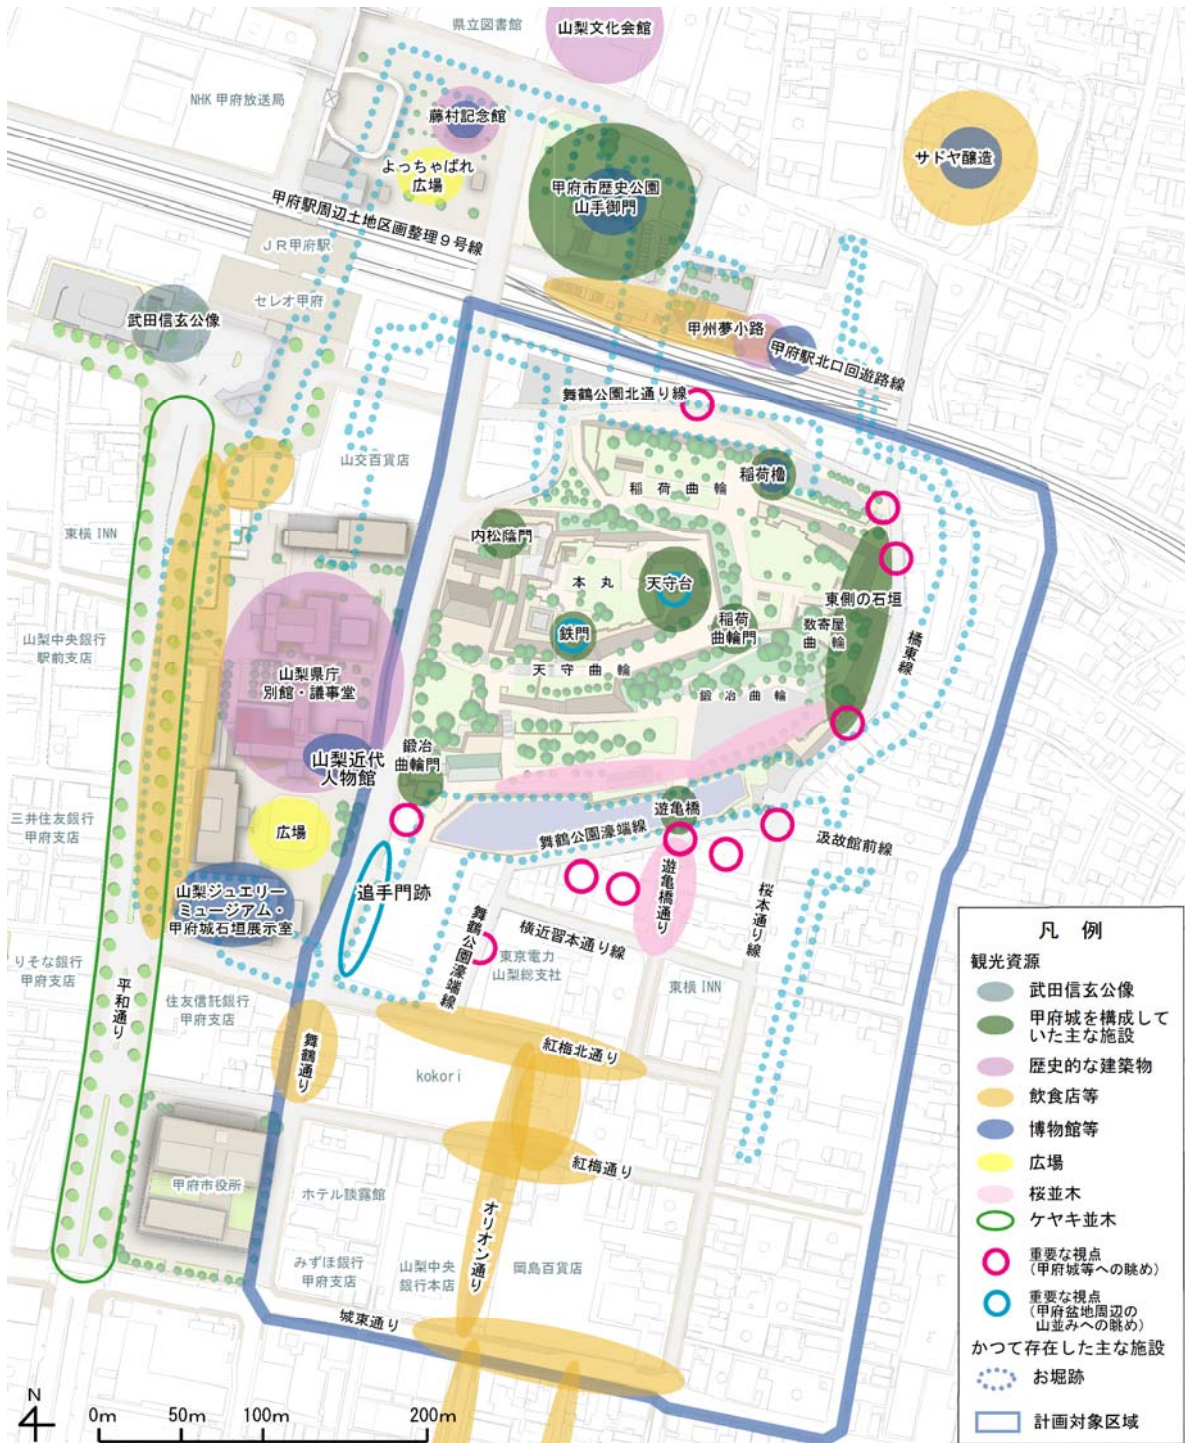 県立図書館
山梨文化会館
NHK 甲府放送局
藤村記念館
よっちゃばれ
広場
甲府市歴史公園
山手御門
サドヤ醸造
甲府駅周辺土地区画整理9号線
JR甲府駅
セレオ甲府
武田信玄公像
甲州夢小路
甲府駅北口回遊路線
舞鶴公園北通り線
山交百貨店
稲荷櫓
稲荷曲輪
東横 INN
内松陰門
本丸
天守台
東側の石垣
鉄門
稲荷
曲輪門
数寄屋
曲輪
橘東線
山梨中央銀行
駅前支店
山梨県庁
別館・議事堂
天守曲輪
鍛冶曲輪
山梨近代
人物館
鍛冶
曲輪門
三井住友銀行
甲府支店
広場
遊亀橋
舞鶴公園濠端線
汲故館前線
山梨ジュエリー
ミュージアム・
甲府城石垣展示室
追手門跡
遊亀橋通り
桜本通り線
舞鶴公園濠端線
横近習本通り線
東京電力
山梨総支社
東横 INN
りそな銀行
甲府支店
平和通り
住友信託銀行
甲府支店
舞鶴通り
紅梅北通り
kokori
紅梅通り
甲府市役所
ホテル談露館
オリオン通り
みずほ銀行
甲府支店
山梨中央
銀行本店
岡島百貨店
城東通り
N
0m
50m
100m
200m
凡 例
観光資源
武田信玄公像
甲府城を構成して
いた主な施設
歴史的な建築物
飲食店等
博物館等
広場
桜並木
ケヤキ並木
重要な視点
（甲府城等への眺め）
重要な視点
（甲府盆地周辺の
山並みへの眺め）
かつて存在した主な施設
お堀跡
計画対象区域